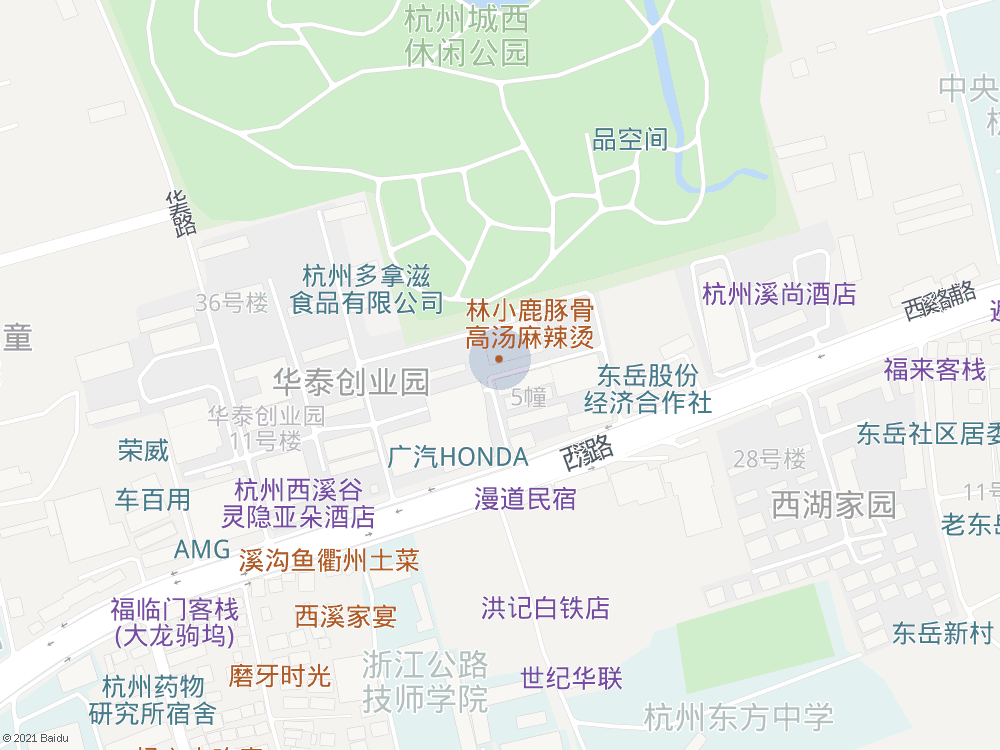 杭州城西
休闲公园
中央
杭
品空间
华泰路
杭州多拿滋
食品有限公司
36号楼
林小鹿豚骨
高汤麻辣烫
杭州溪尚酒店
西溪路辅路
童
华泰创业园
5幢
东岳股份
经济合作社
福来客栈
华泰创业园
11号楼
荣威
广汽HONDA
西溪路
28号楼
东岳社区居委
车百用
杭州西溪谷
灵隐亚朵酒店
漫道民宿
西湖家园
11号
老东岳
AMG
溪沟鱼衢州土菜
福临门客栈
(大龙驹坞)
西溪家宴
洪记白铁店
东岳新村
磨牙时光
浙江公路
技师学院
世纪华联
杭州药物
研究所宿舍
杭州东方中学
© 2021 Baidu